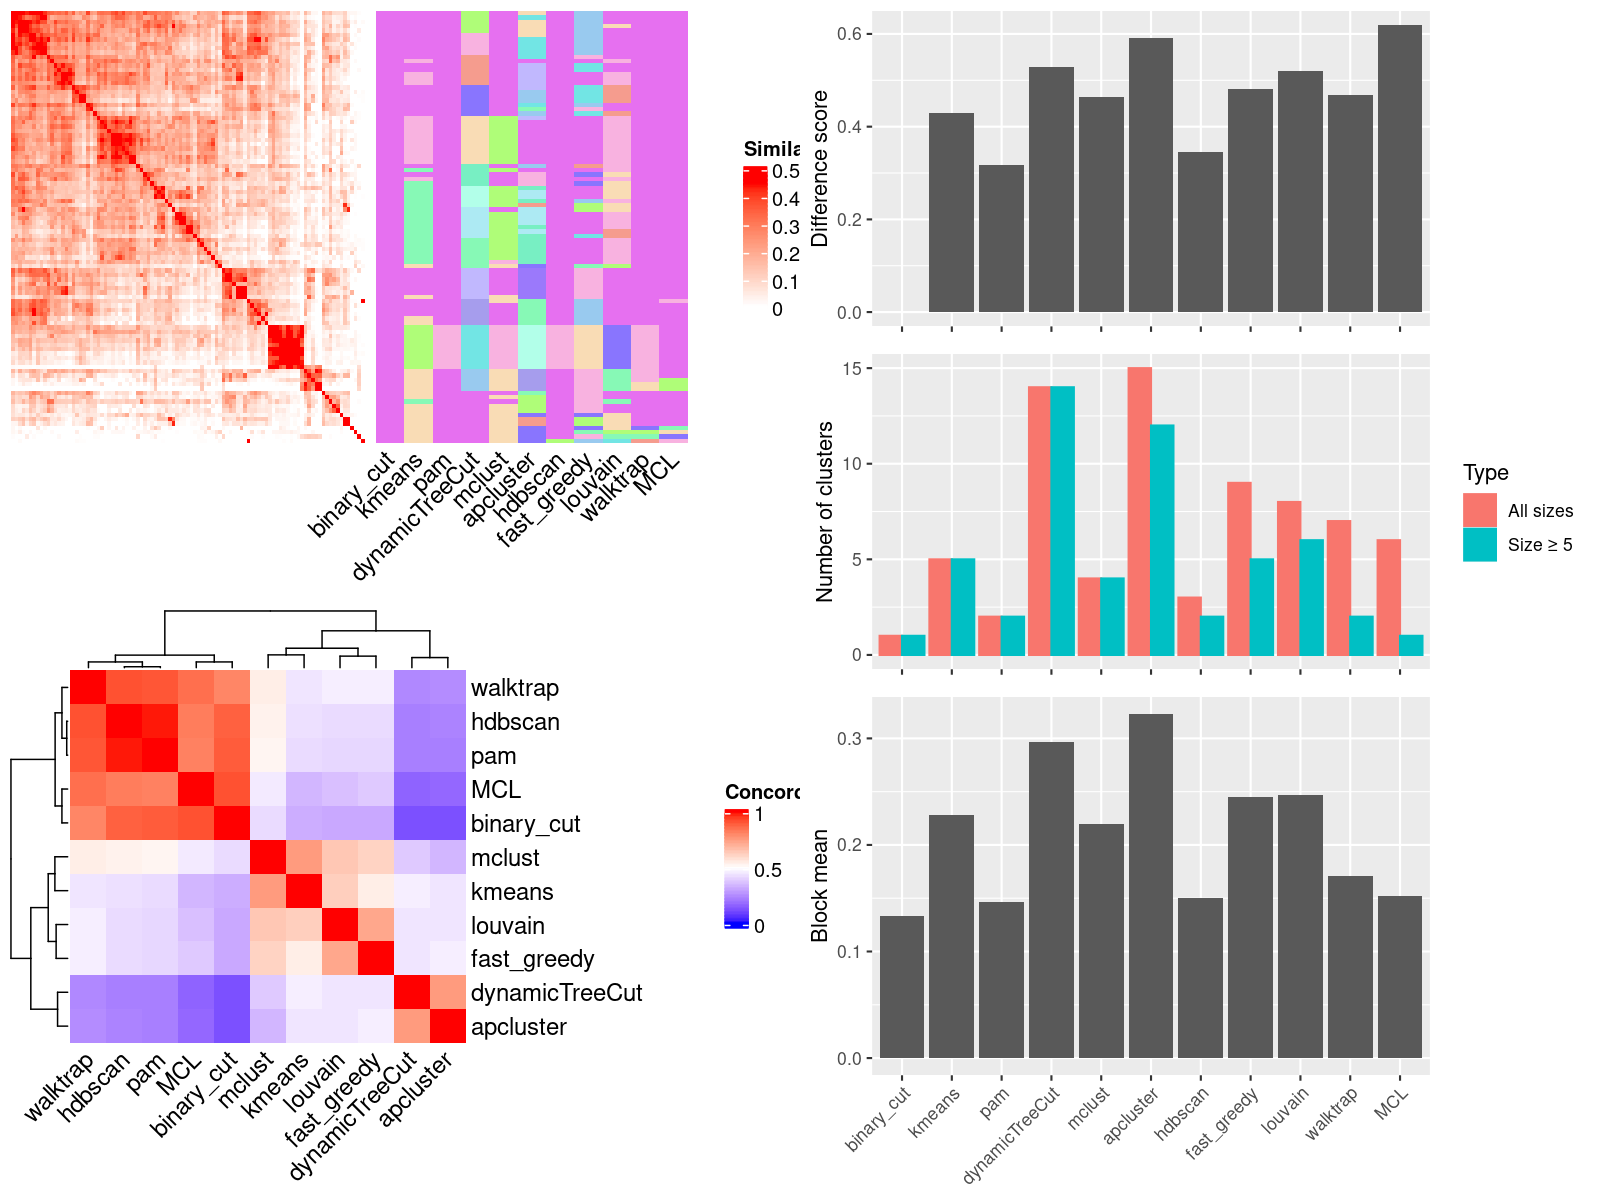 Simila
0.5
0.4
0.3
0.2
0.1
0
binary_cut
kmeans
pam
dynamicTreeCut
mclust
apcluster
hdbscan
fast_greedy
louvain
walktrap
MCL
walktrap
hdbscan
pam
MCL
binary_cut
mclust
kmeans
louvain
fast_greedy
dynamicTreeCut
apcluster
walktrap
hdbscan
pam
MCL
binary_cut
mclust
kmeans
louvain
fast_greedy
dynamicTreeCut
apcluster
Concord
1
0.5
0
Difference score
0.6
0.4
0.2
0.0
Number of clusters
15
10
5
0
Type
All sizes
Size ≥ 5
Block mean
0.3
0.2
0.1
0.0
binary_cut
kmeans
pam
dynamicTreeCut
mclust
apcluster
hdbscan
fast_greedy
louvain
walktrap
MCL